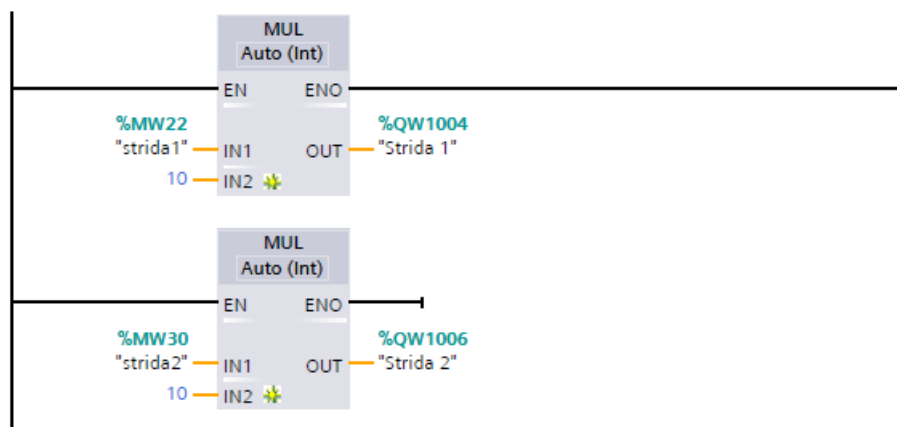 MUL
Auto (Int)
EN ENO
%MW22 %QW1004
"strida1" IN1 OUT "Strida 1"
10 IN2
MUL
Auto (Int)
EN ENO
%MW30 %QW1006
"strida2" IN1 OUT "Strida 2"
10 IN2